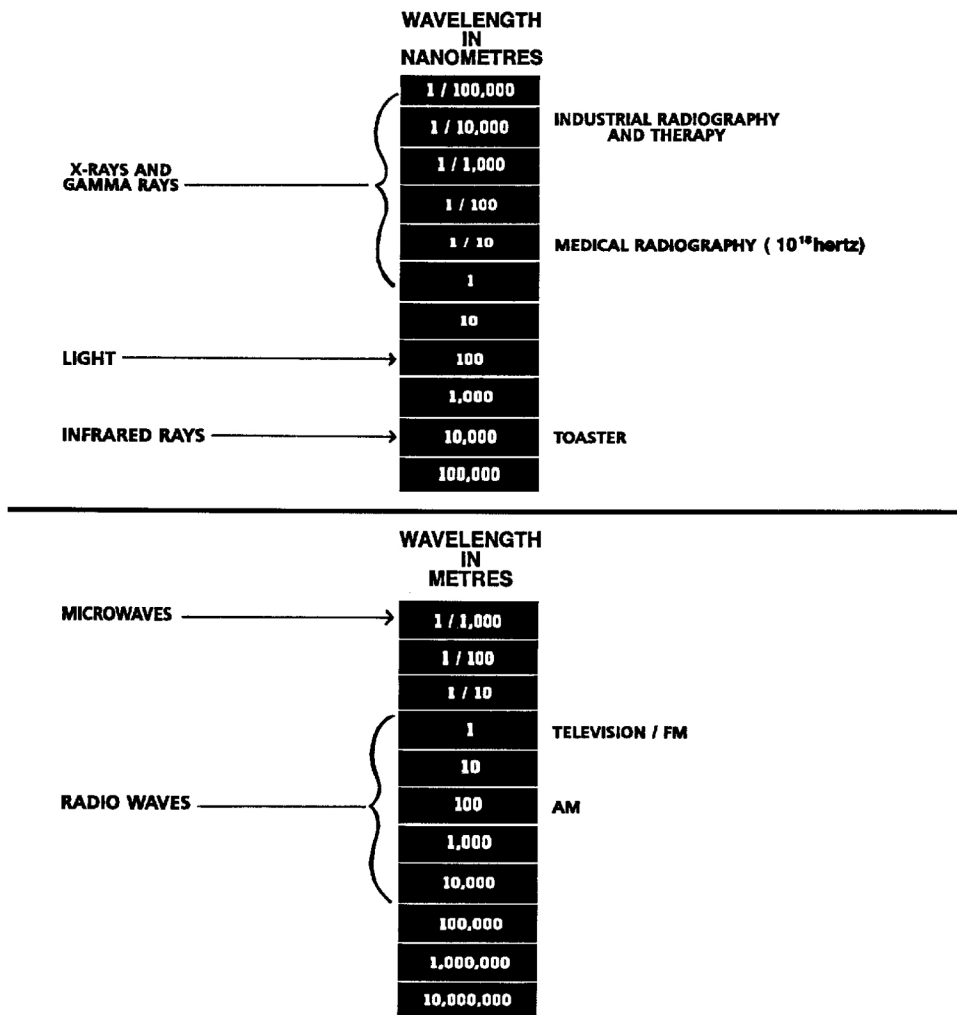 WAVELENGTH
IN
NANOMETRES
1 / 100,000
1 / 10,000
INDUSTRIAL RADIOGRAPHY
AND THERAPY
1 / 1,000
X-RAYS AND
GAMMA RAYS
1 / 100
1 / 10
MEDICAL RADIOGRAPHY ( 10¹⁸hertz)
1
10
LIGHT
100
1,000
INFRARED RAYS
10,000
TOASTER
100,000
WAVELENGTH
IN
METRES
MICROWAVES
1 / 1,000
1 / 100
1 / 10
1
TELEVISION / FM
10
RADIO WAVES
100
AM
1,000
10,000
100,000
1,000,000
10,000,000